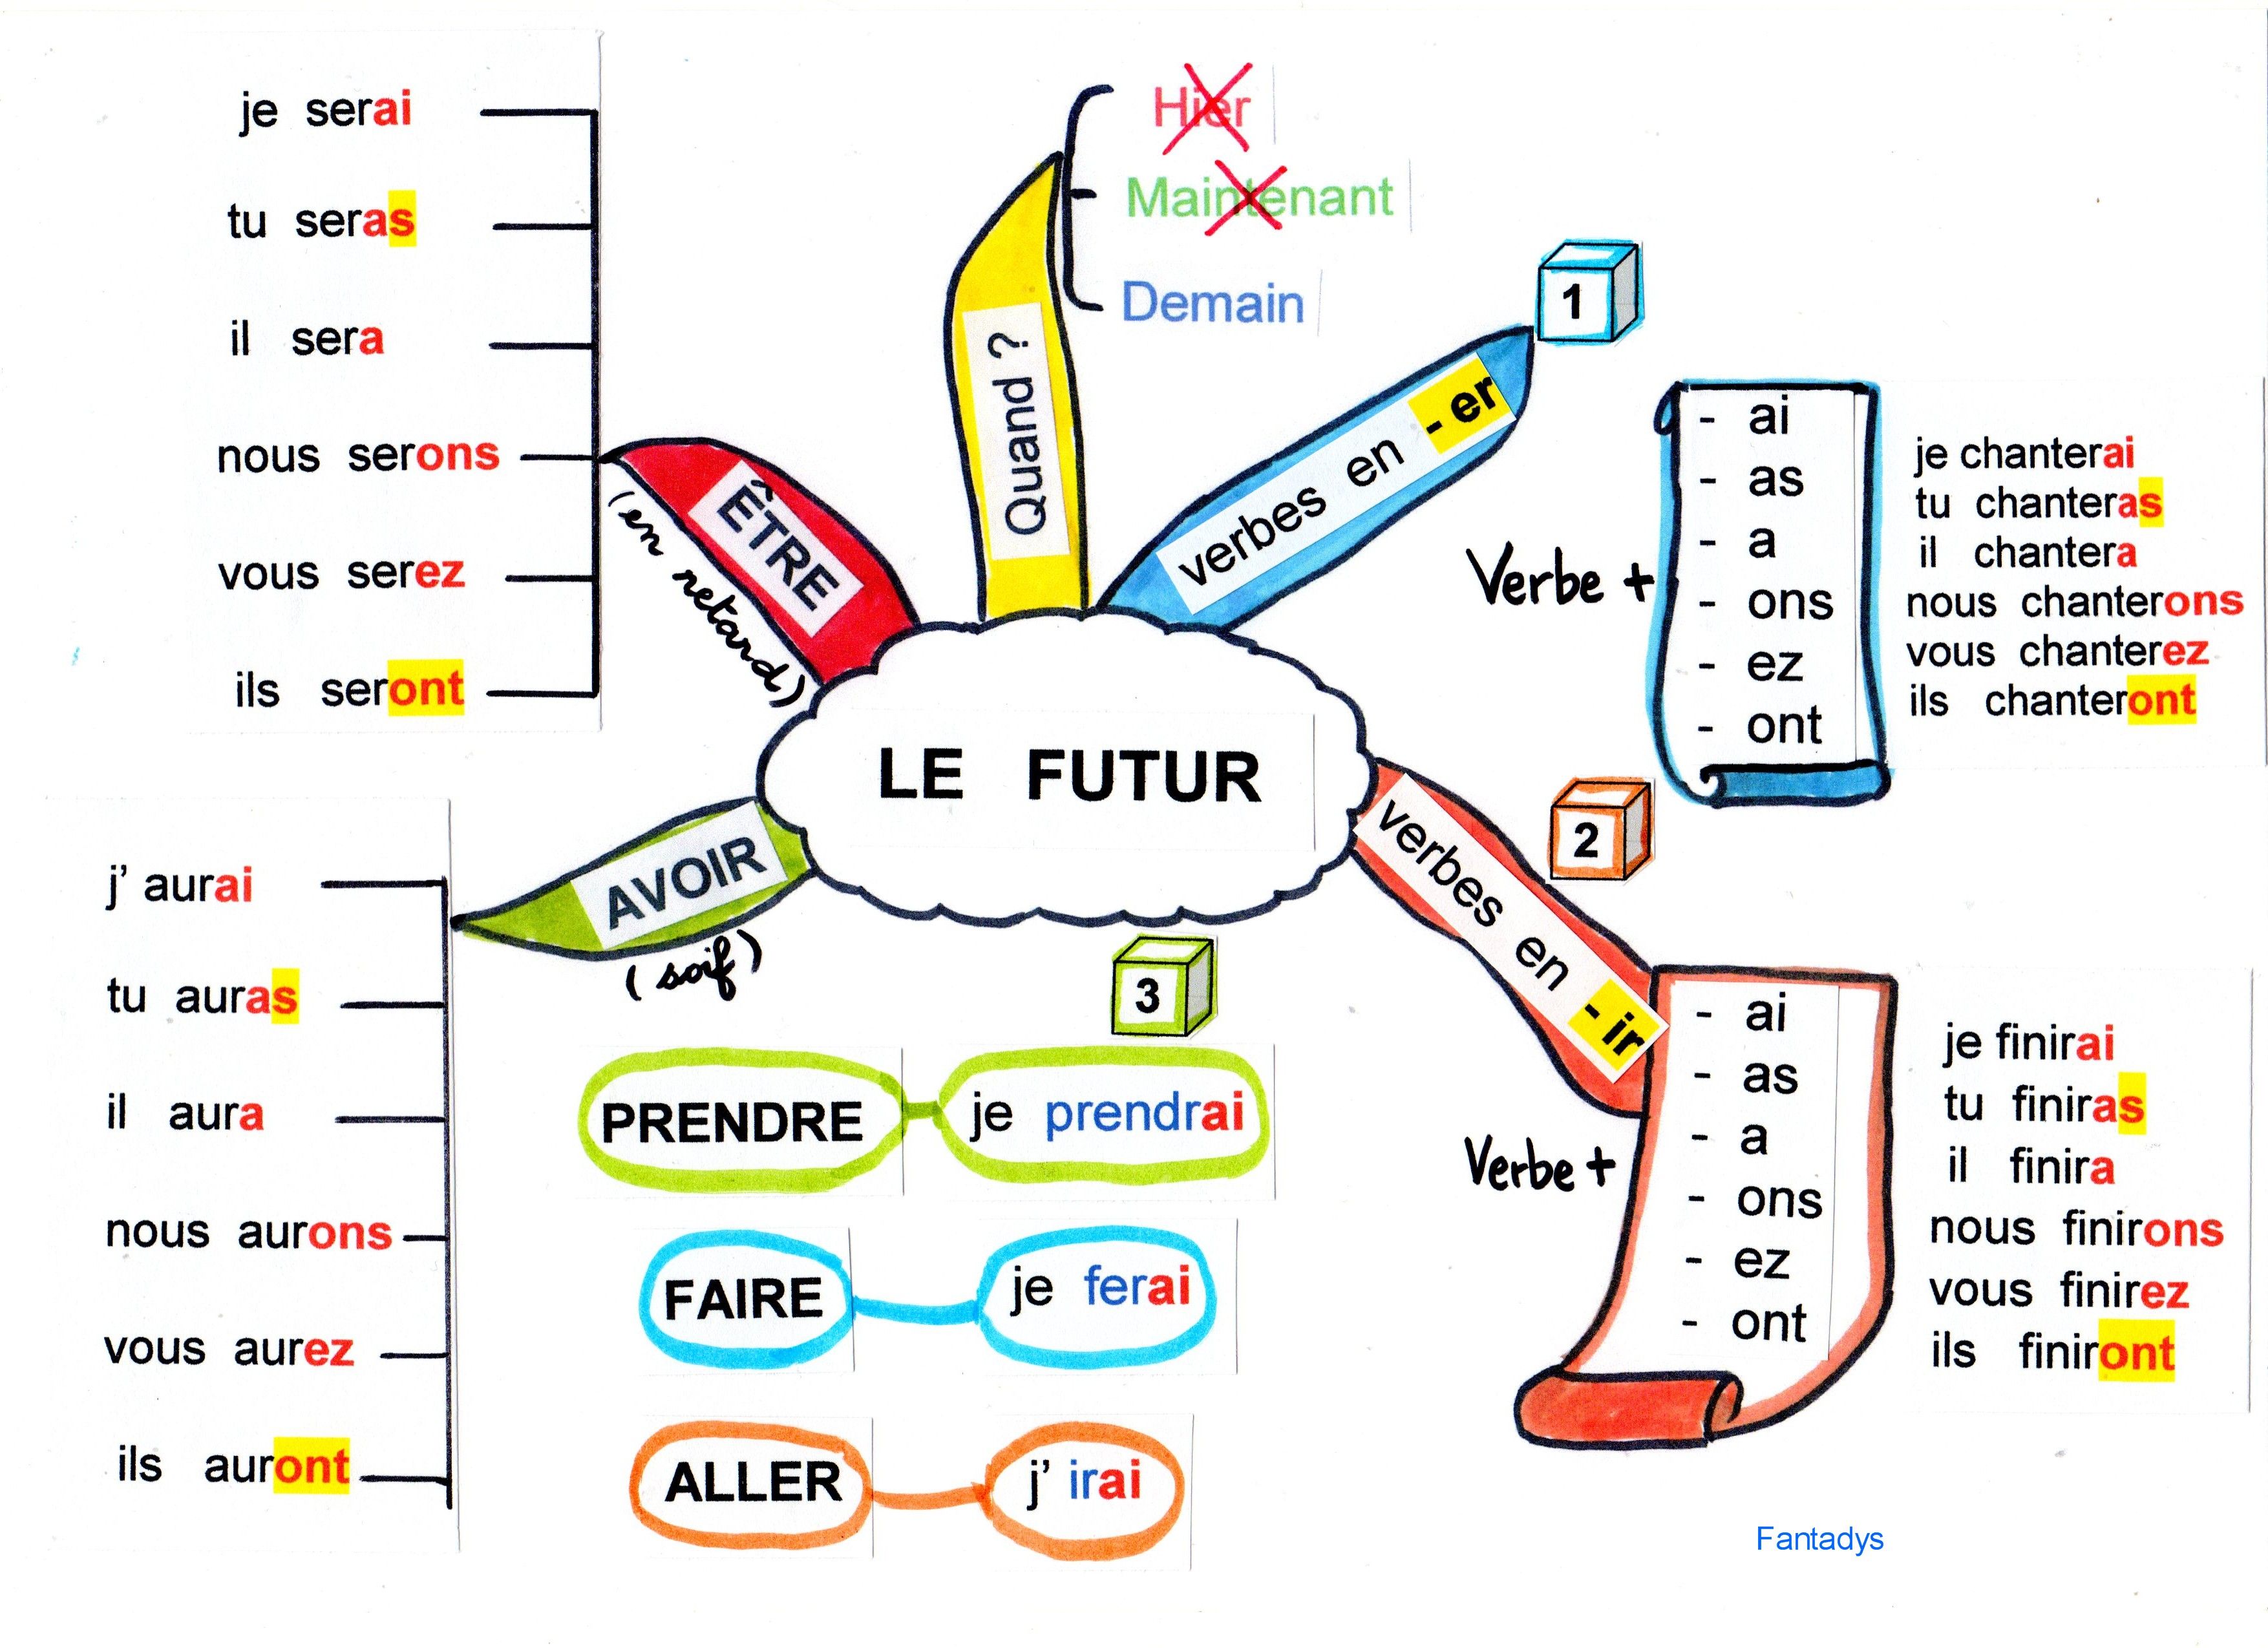 LE FUTUR
Quand ?
Hier
Maintenant
Demain
1
verbes en - er
Verbe +
- ai
- as
- a
- ons
- ez
- ont
je chanterai
tu chanteras
il chantera
nous chanterons
vous chanterez
ils chanteront
2
verbes en - ir
Verbe +
- ai
- as
- a
- ons
- ez
- ont
je finirai
tu finiras
il finira
nous finirons
vous finirez
ils finiront
3
PRENDRE
je prendrai
FAIRE
je ferai
ALLER
j' irai
AVOIR
( soif )
j' aurai
tu auras
il aura
nous aurons
vous aurez
ils auront
ÊTRE
(en retard)
je serai
tu seras
il sera
nous serons
vous serez
ils seront
Fantadys